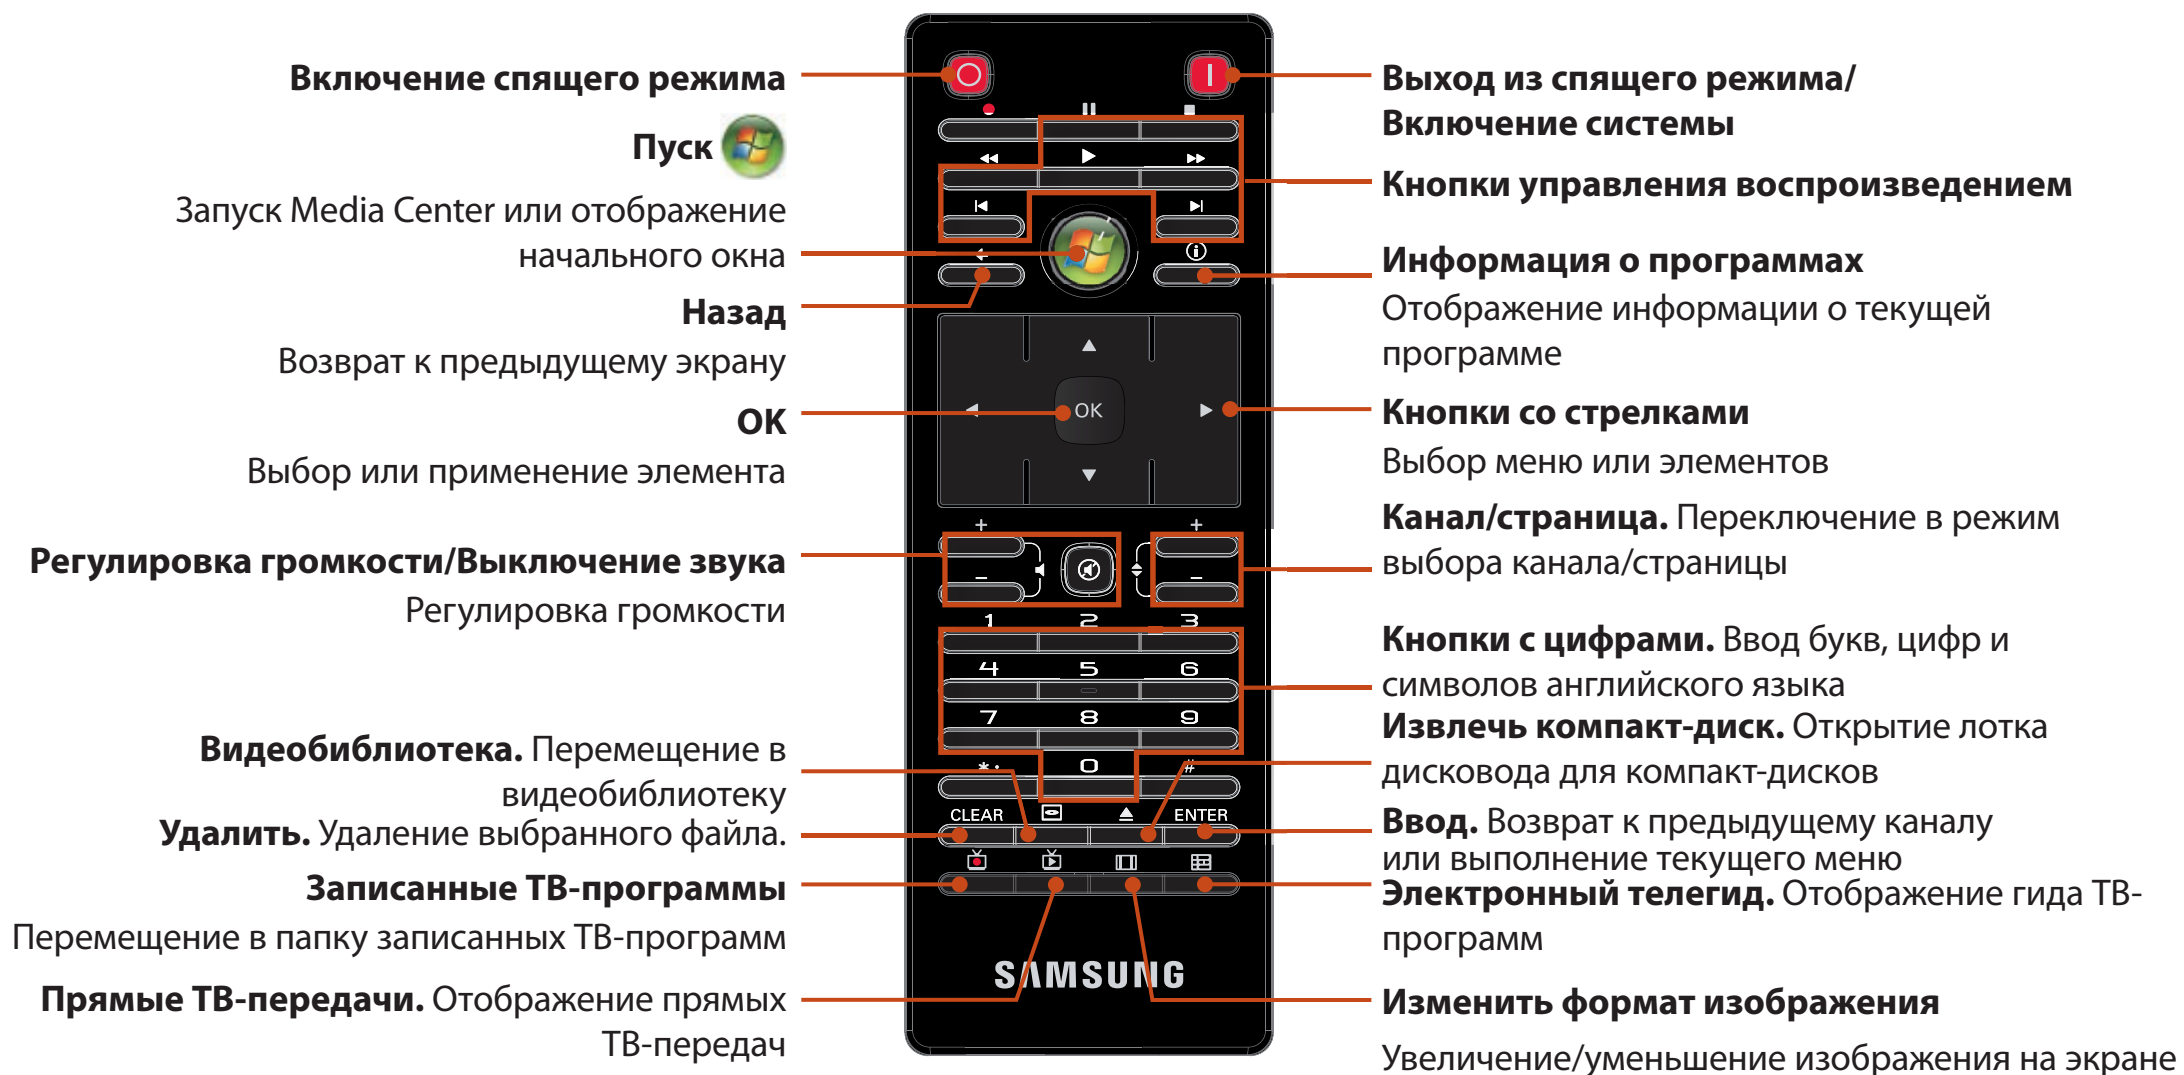 Включение спящего режима
Пуск
Запуск Media Center или отображение
начального окна
Назад
Возврат к предыдущему экрану
OK
Выбор или применение элемента
Регулировка громкости/Выключение звука
Регулировка громкости
Видеобиблиотека. Перемещение в
видеобиблиотеку
Удалить. Удаление выбранного файла.
Записанные ТВ-программы
Перемещение в папку записанных ТВ-программ
Прямые ТВ-передачи. Отображение прямых
ТВ-передач
OK
+ +
- -
1 2 3
4 5 6
7 8 9
*· 0 #
CLEAR ENTER
SAMSUNG
Выход из спящего режима/
Включение системы
Кнопки управления воспроизведением
Информация о программах
Отображение информации о текущей
программе
Кнопки со стрелками
Выбор меню или элементов
Канал/страница. Переключение в режим
выбора канала/страницы
Кнопки с цифрами. Ввод букв, цифр и
символов английского языка
Извлечь компакт-диск. Открытие лотка
дисковода для компакт-дисков
Ввод. Возврат к предыдущему каналу
или выполнение текущего меню
Электронный телегид. Отображение гида ТВ-
программ
Изменить формат изображения
Увеличение/уменьшение изображения на экране